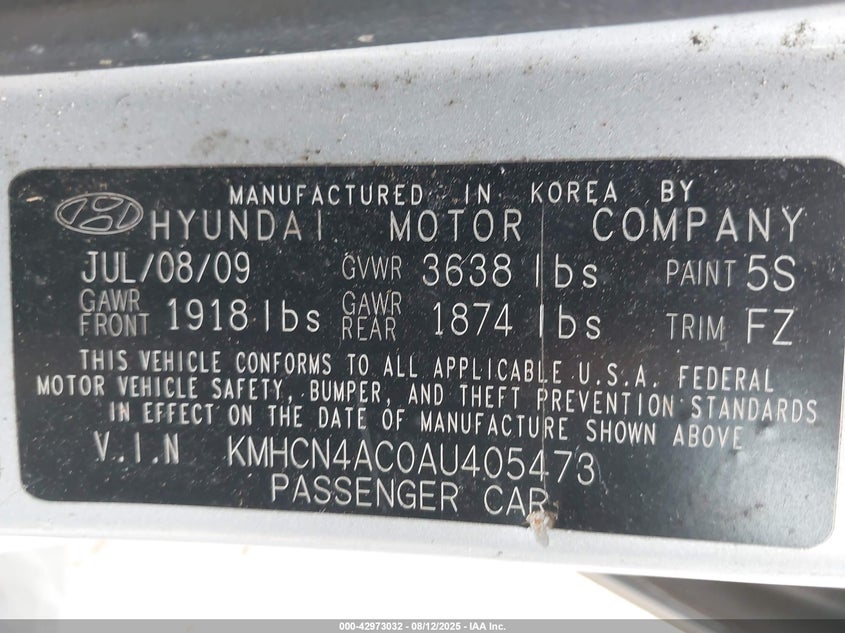 MANUFACTURED IN KOREA BY
HYUNDAI MOTOR COMPANY
JUL/08/09 GVWR 3638 lbs PAINT 5S
GAWR FRONT 1918 lbs GAWR REAR 1874 lbs TRIM FZ
THIS VEHICLE CONFORMS TO ALL APPLICABLE U.S.A. FEDERAL
MOTOR VEHICLE SAFETY, BUMPER, AND THEFT PREVENTION STANDARDS
IN EFFECT ON THE DATE OF MANUFACTURE SHOWN ABOVE
V.I.N KMHCN4AC0AU405473
PASSENGER CAR
000-42973032 - 08/12/2025 - IAA Inc.